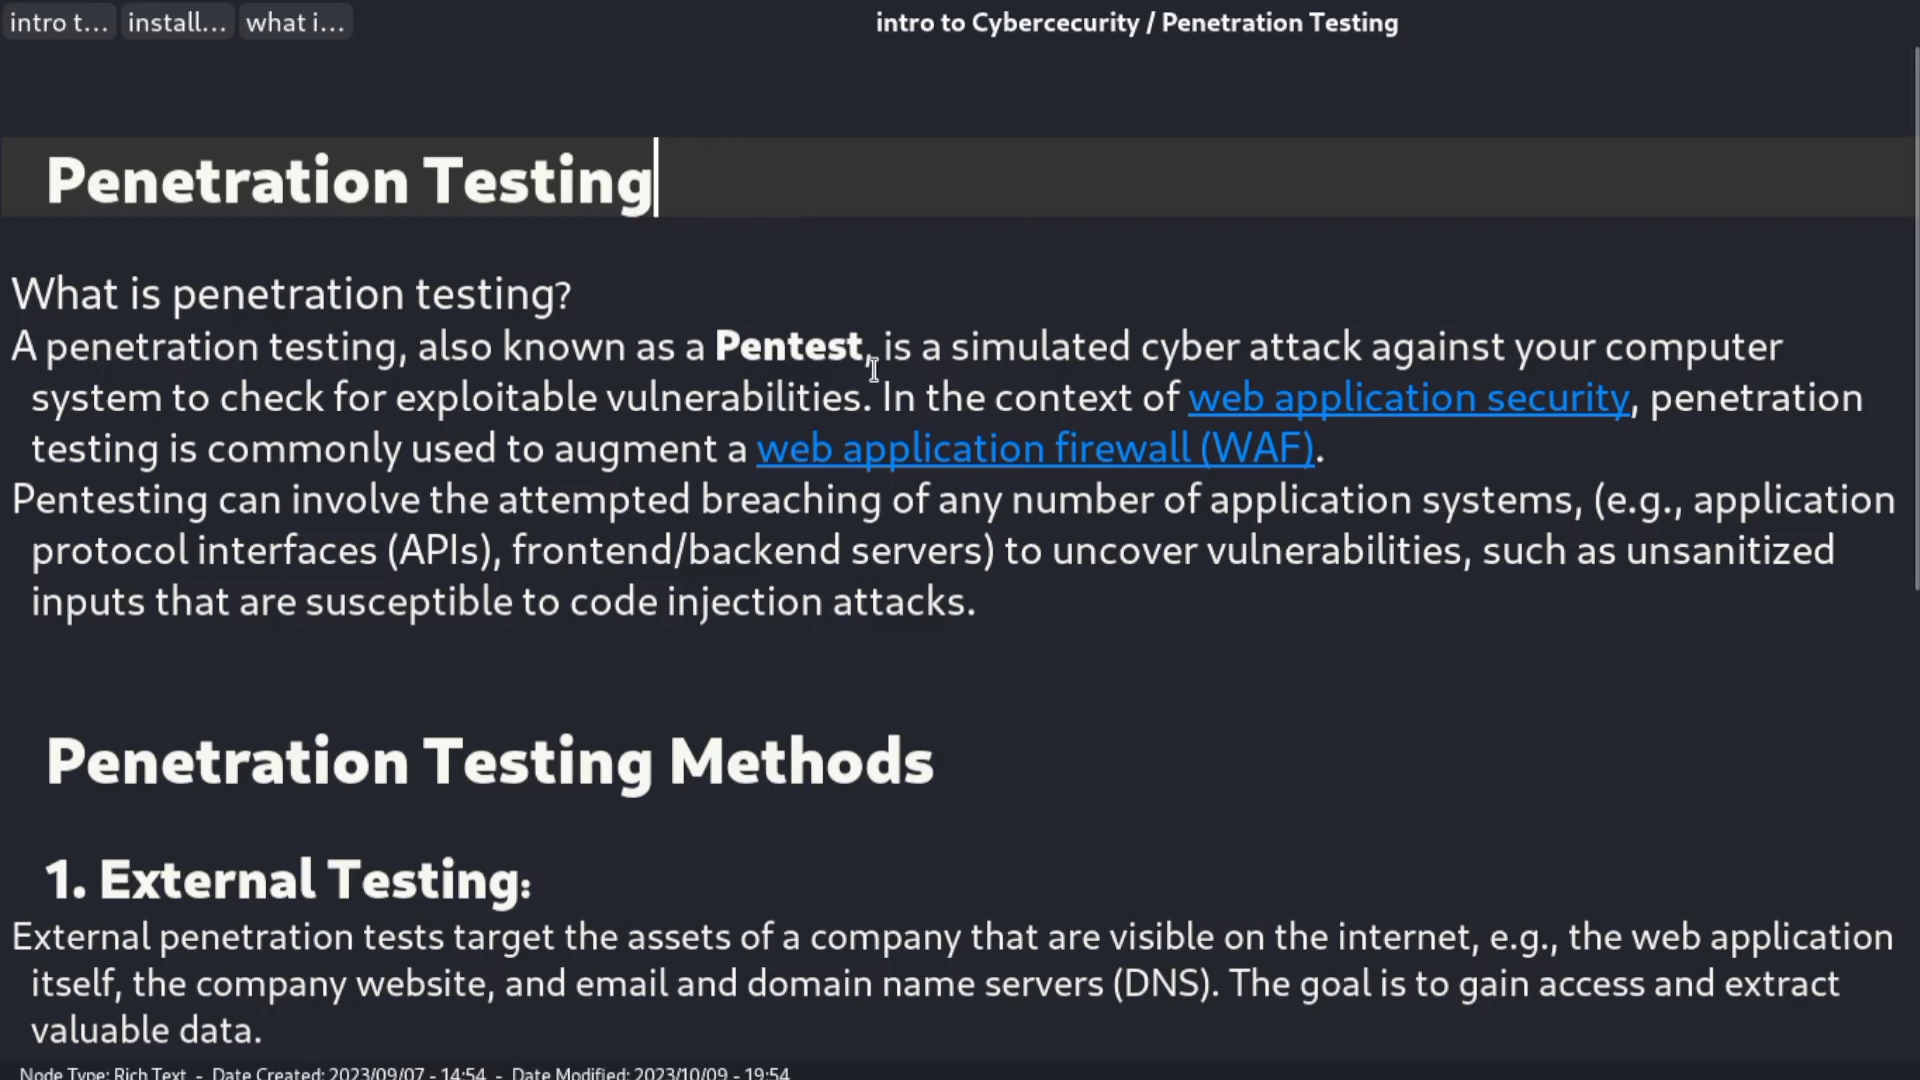 intro t...
install...
what i...
intro to Cybercecurity / Penetration Testing
Penetration Testing
What is penetration testing?
A penetration testing, also known as a Pentest, is a simulated cyber attack against your computer
system to check for exploitable vulnerabilities. In the context of web application security, penetration
testing is commonly used to augment a web application firewall (WAF).
Pentesting can involve the attempted breaching of any number of application systems, (e.g., application
protocol interfaces (APIs), frontend/backend servers) to uncover vulnerabilities, such as unsanitized
inputs that are susceptible to code injection attacks.
Penetration Testing Methods
1. External Testing:
External penetration tests target the assets of a company that are visible on the internet, e.g., the web application
itself, the company website, and email and domain name servers (DNS). The goal is to gain access and extract
valuable data.
Node Type: Rich Text - Date Created: 2023/09/07 - 14:54 - Date Modified: 2023/10/09 - 19:54